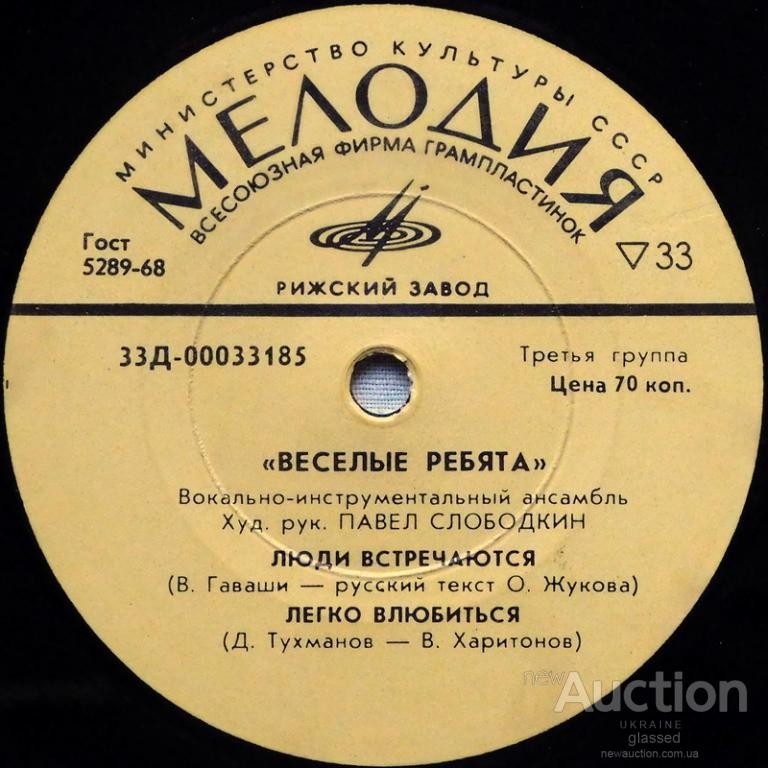 МИНИСТЕРСТВО КУЛЬТУРЫ СССР
МЕЛОДИЯ
ВСЕСОЮЗНАЯ ФИРМА ГРАМПЛАСТИНОК
Гост
5289-68
33
РИЖСКИЙ ЗАВОД
33Д-00033185
Третья группа
Цена 70 коп.
«ВЕСЕЛЫЕ РЕБЯТА»
Вокально-инструментальный ансамбль
Худ. рук. ПАВЕЛ СЛОБОДКИН
ЛЮДИ ВСТРЕЧАЮТСЯ
(В. Гаваши — русский текст О. Жукова)
ЛЕГКО ВЛЮБИТЬСЯ
(Д. Тухманов — В. Харитонов)
new Auction
UKRAINE
glassed
newauction.com.ua